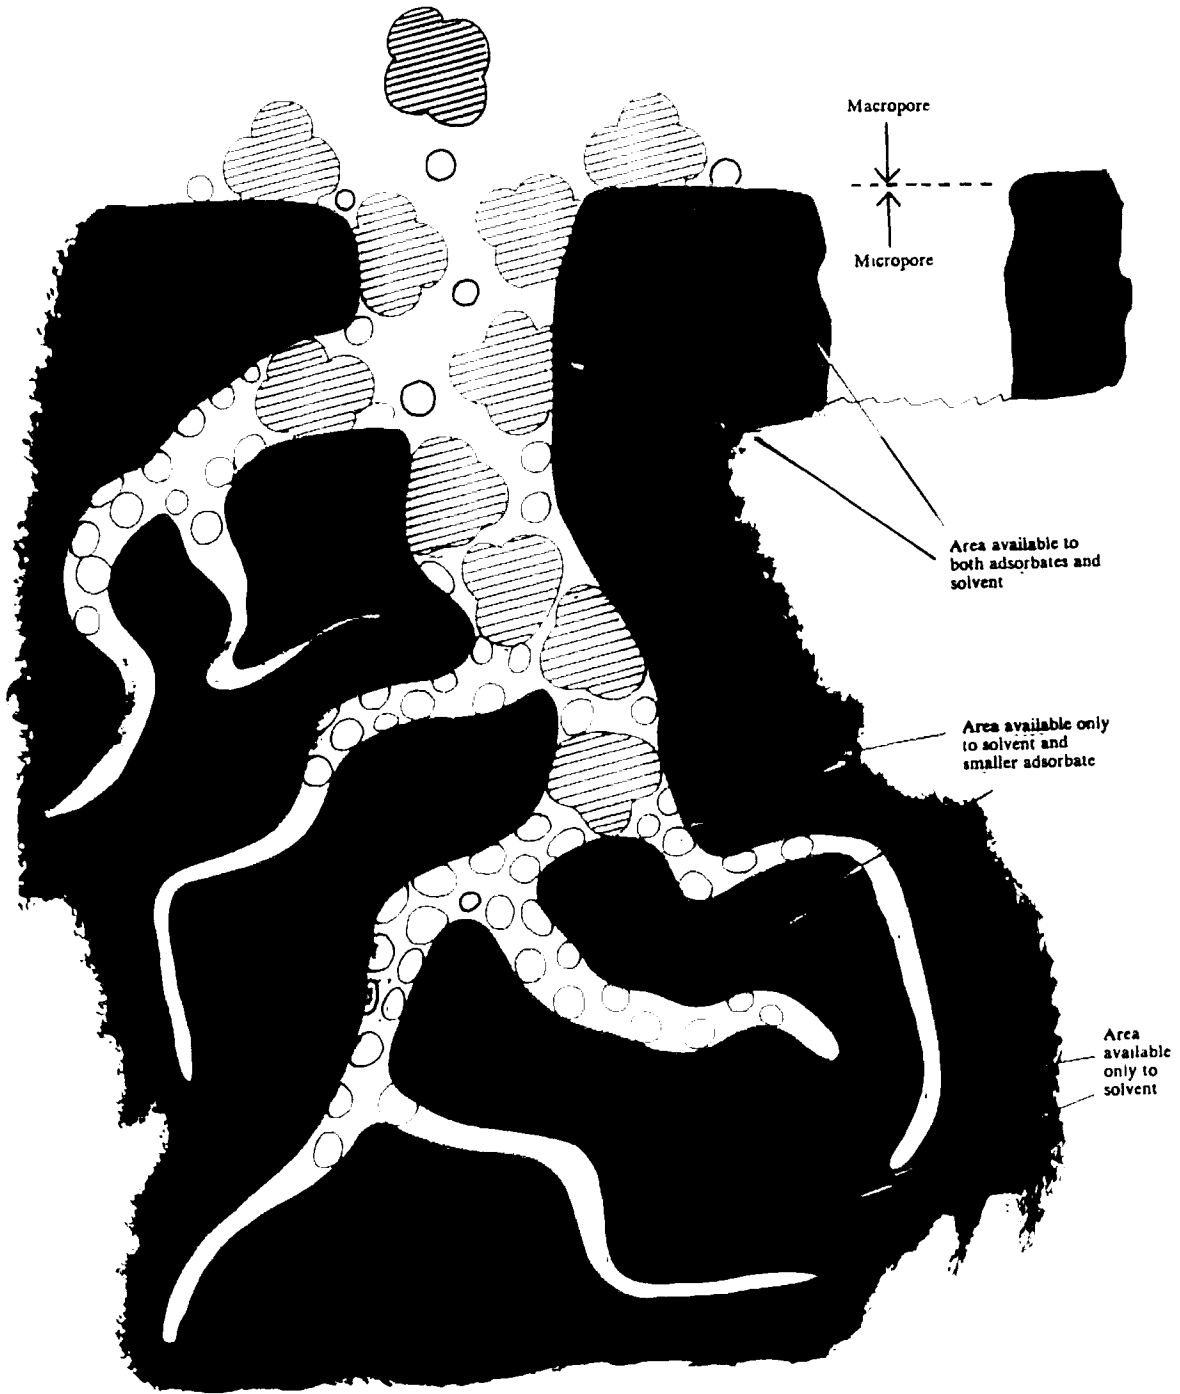 Macropore
Micropore
Area available to
both adsorbates and
solvent
Area available only
to solvent and
smaller adsorbate
Area
available
only to
solvent